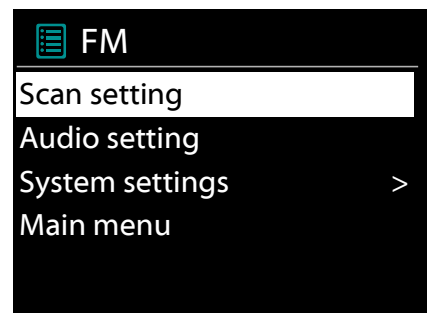 FM
Scan setting
Audio setting
System settings >
Main menu